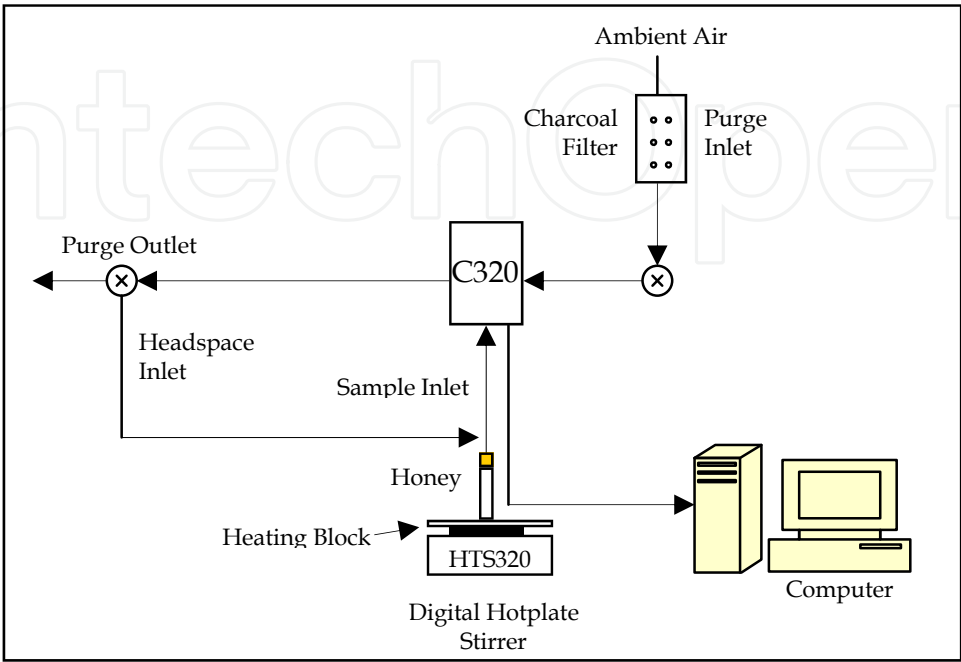 Ambient Air
Charcoal
Filter
Purge
Inlet
Purge Outlet
C320
Headspace
Inlet
Sample Inlet
Honey
Heating Block
HTS320
Computer
Digital Hotplate
Stirrer